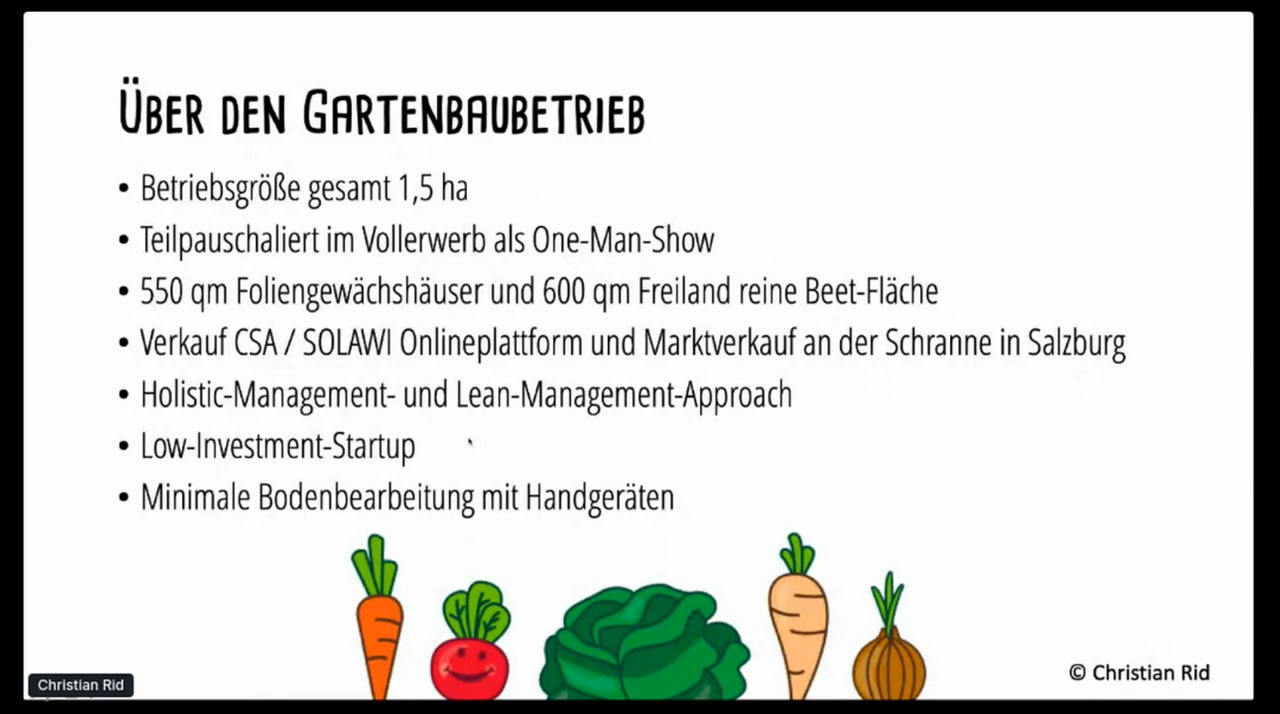 Über den Gartenbaubetrieb
• Betriebsgröße gesamt 1,5 ha
• Teilpauschaliert im Vollerwerb als One-Man-Show
• 550 qm Foliengewächshäuser und 600 qm Freiland reine Beet-Fläche
• Verkauf CSA / SOLAWI Onlineplattform und Marktverkauf an der Schranne in Salzburg
• Holistic-Management- und Lean-Management-Approach
• Low-Investment-Startup
• Minimale Bodenbearbeitung mit Handgeräten
© Christian Rid
Christian Rid